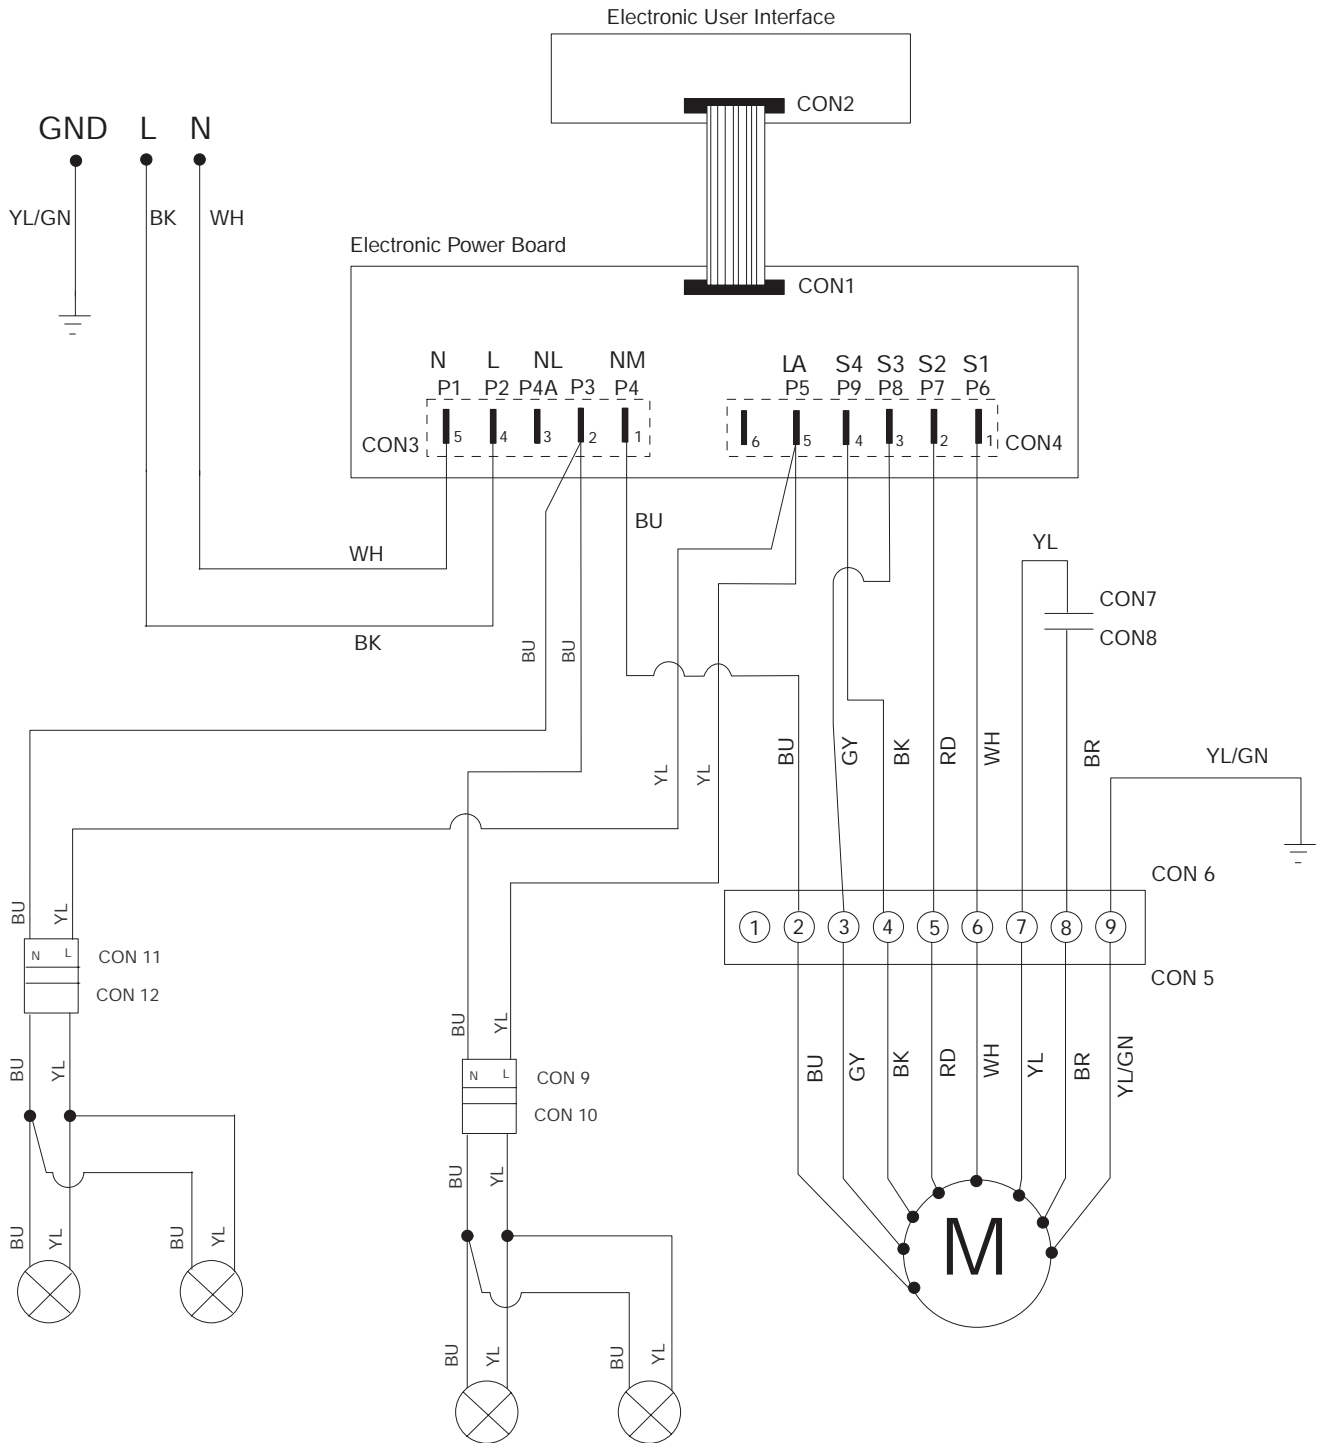 Electronic User Interface
CON2
GND L N
YL/GN BK WH
Electronic Power Board
CON1
N L NL NM LA S4 S3 S2 S1
P1 P2 P4A P3 P4 P5 P9 P8 P7 P6
CON3 5 4 3 2 1 6 5 4 3 2 1 CON4
BU
WH YL
CON7
BK CON8
BU BU
YL YL BU GY BK RD WH BR YL/GN
CON 6
BU YL
1 2 3 4 5 6 7 8 9
N L CON 11
CON 12
CON 5
BU YL
BU YL BU GY BK RD WH YL BR YL/GN
N L CON 9
CON 10
BU YL
BU YL BU YL
M
BU YL BU YL